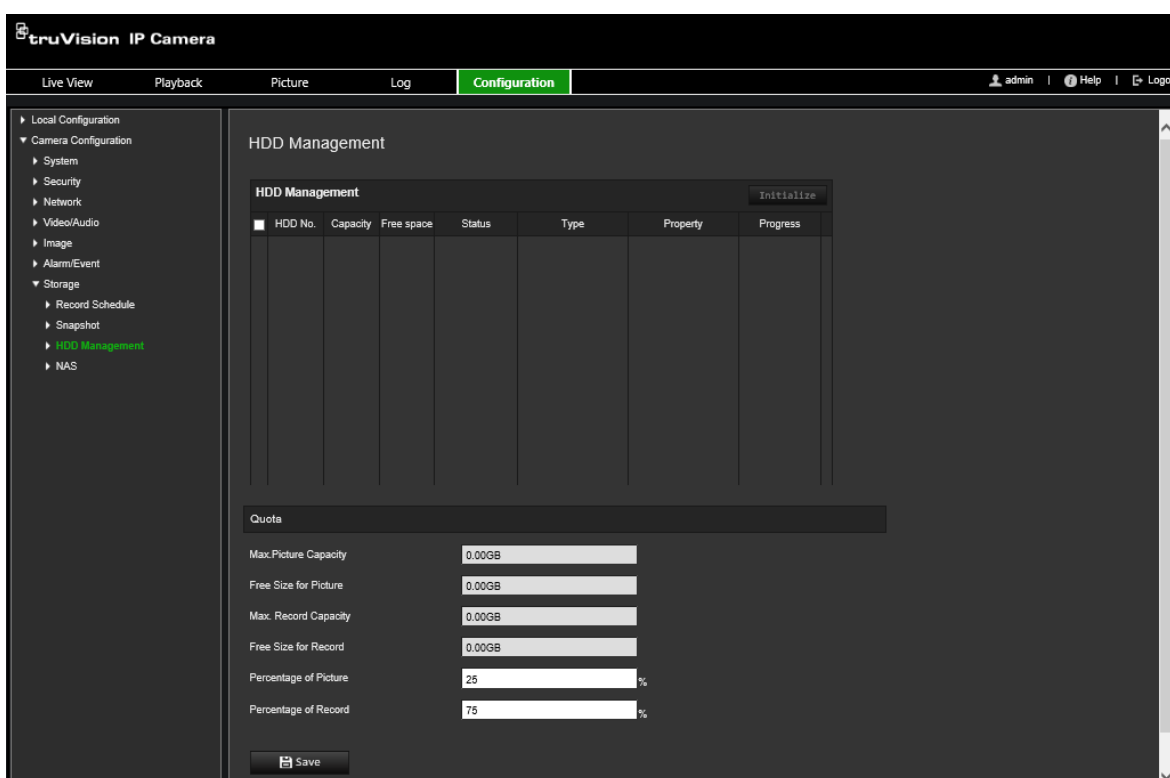 truVision IP Camera
Live View Playback Picture Log Configuration admin | Help | Logo
Local Configuration
Camera Configuration
System
Security
Network
Video/Audio
Image
Alarm/Event
Storage
Record Schedule
Snapshot
HDD Management
NAS
HDD Management
HDD Management Initialize
HDD No. Capacity Free space Status Type Property Progress
Quota
Max.Picture Capacity 0.00GB
Free Size for Picture 0.00GB
Max. Record Capacity 0.00GB
Free Size for Record 0.00GB
Percentage of Picture 25 %
Percentage of Record 75 %
Save